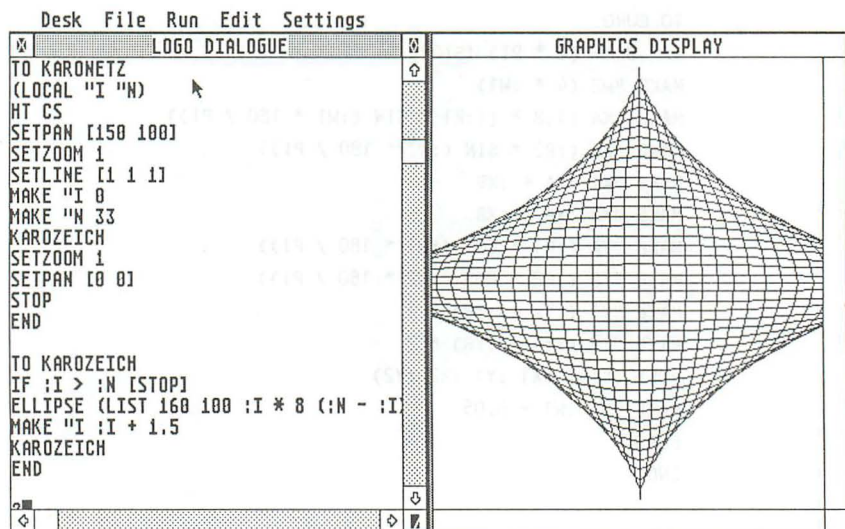 Desk File Run Edit Settings
LOGO DIALOGUE
TO KARONETZ
(LOCAL "I "N)
HT CS
SETPAN [150 100]
SETZOOM 1
SETLINE [1 1 1]
MAKE "I 0
MAKE "N 33
KAROZEICH
SETZOOM 1
SETPAN [0 0]
STOP
END
TO KAROZEICH
IF :I > :N [STOP]
ELLIPSE (LIST 160 100 :I * 8 (:N - :I)
MAKE "I :I + 1.5
KAROZEICH
END
?
GRAPHICS DISPLAY